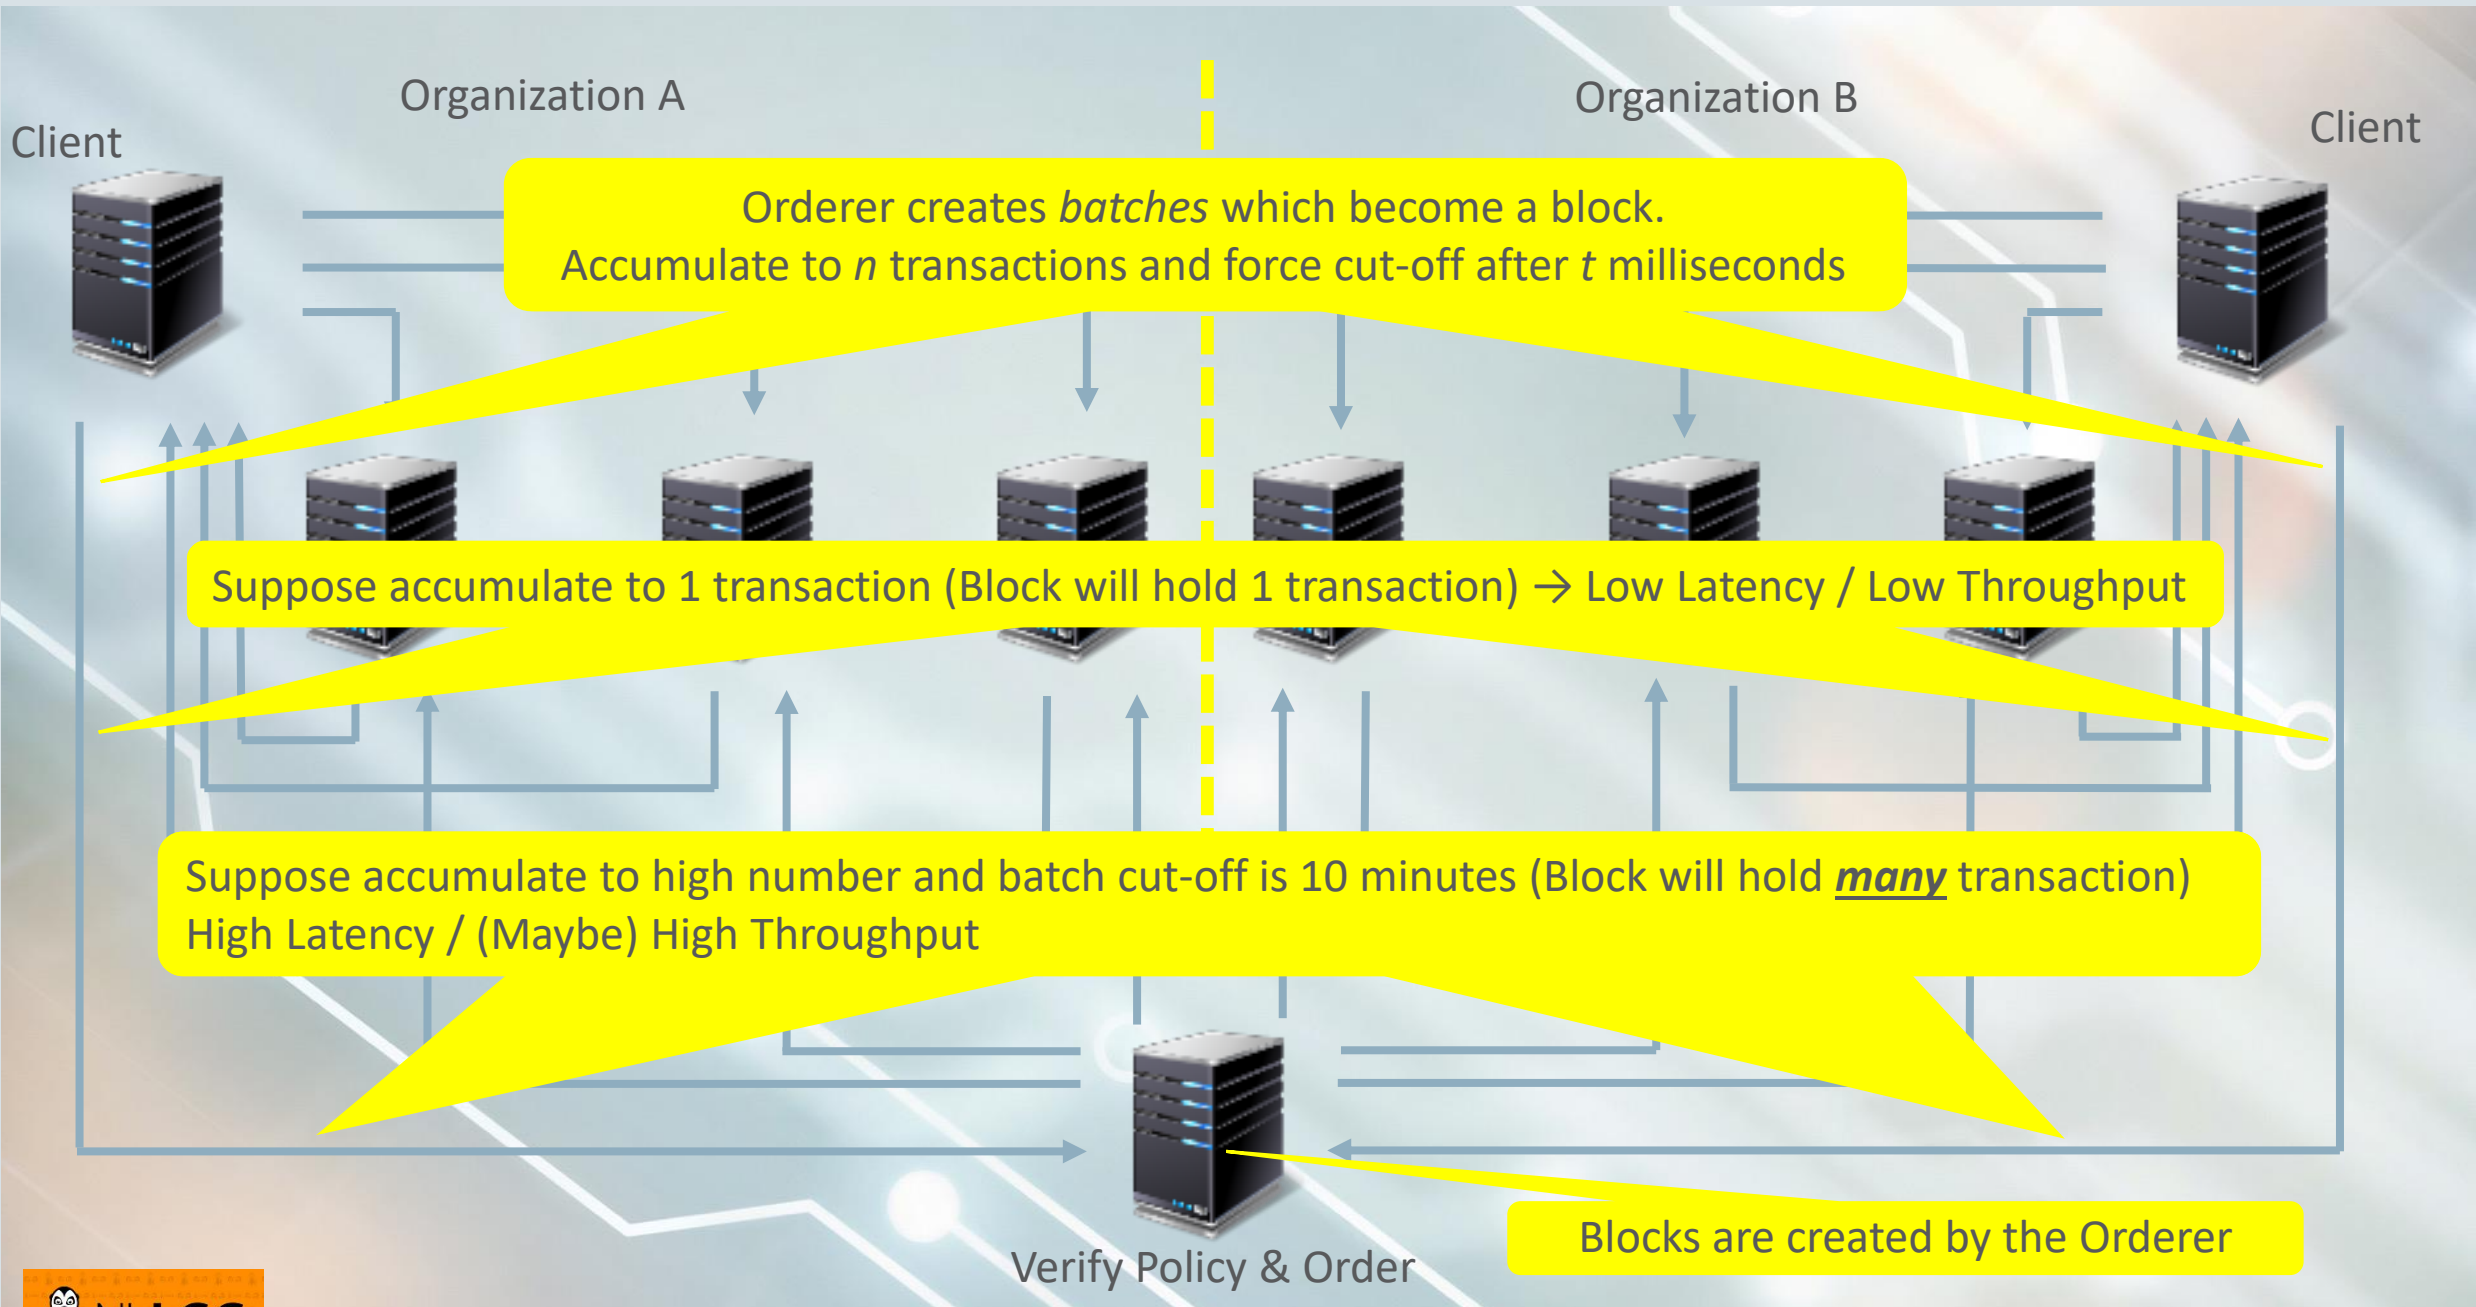 Organization A
Organization B
Client
Client
Orderer creates batches which become a block.
Accumulate to n transactions and force cut-off after t milliseconds
Suppose accumulate to 1 transaction (Block will hold 1 transaction) → Low Latency / Low Throughput
Suppose accumulate to high number and batch cut-off is 10 minutes (Block will hold many transaction)
High Latency / (Maybe) High Throughput
Blocks are created by the Orderer
Verify Policy & Order